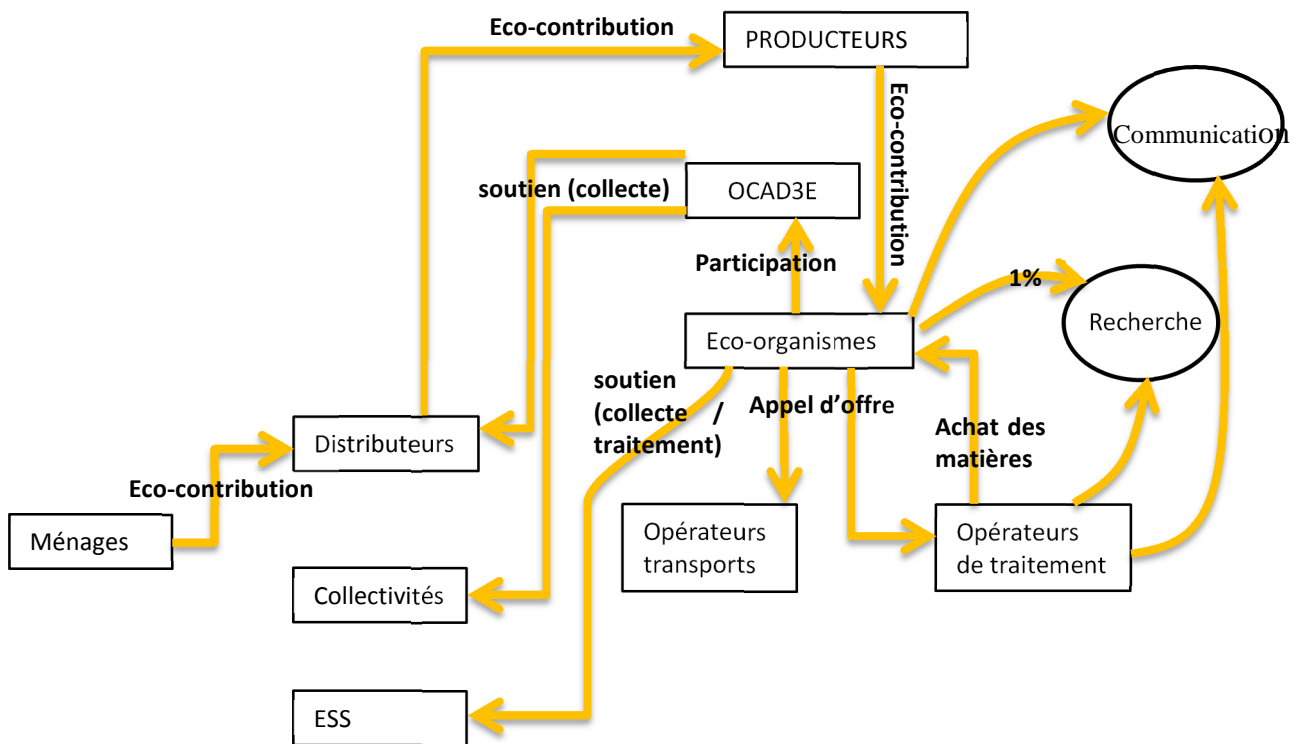 Eco-contribution
PRODUCTEURS
Eco-contribution
Communication
soutien (collecte)
OCAD3E
Participation
1%
Recherche
Eco-organismes
soutien
(collecte /
traitement)
Appel d’offre
Achat des
matières
Distributeurs
Eco-contribution
Ménages
Opérateurs
transports
Opérateurs
de traitement
Collectivités
ESS